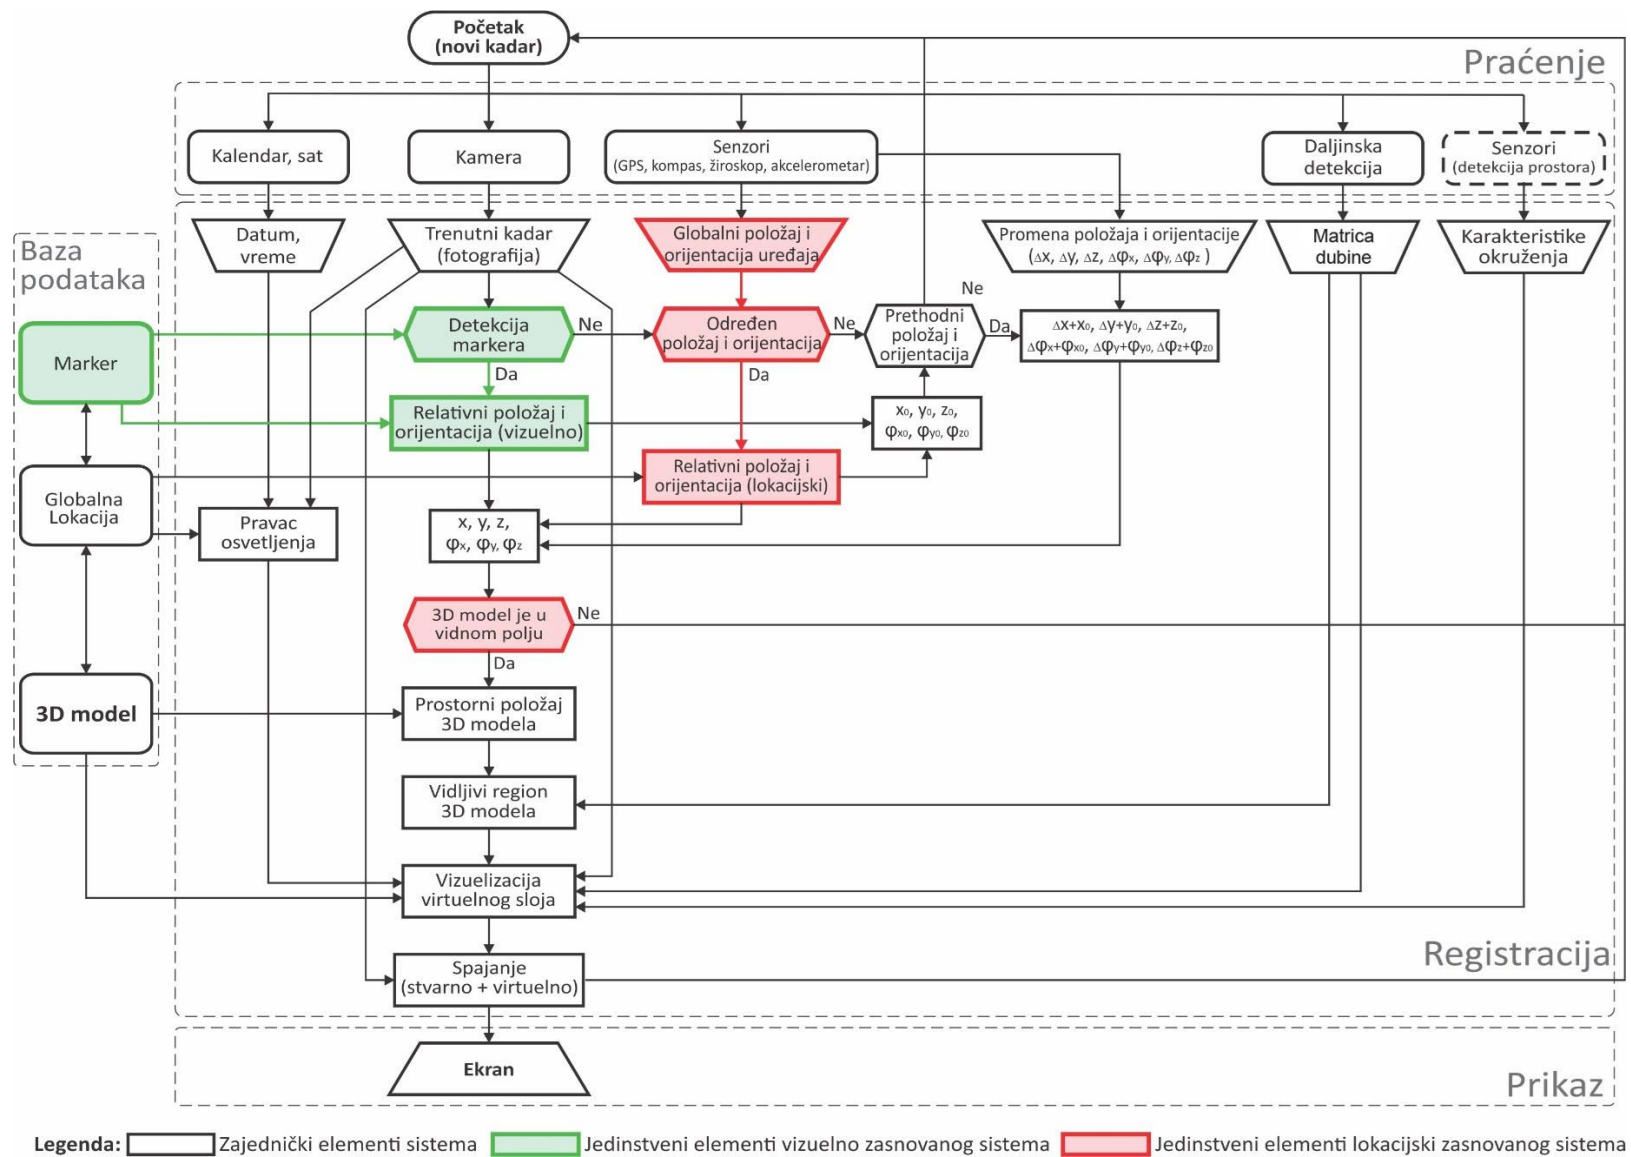 Početak
(novi kadar)
Praćenje
Kalendar, sat
Kamera
Senzori
(GPS, kompas, žiroskop, akcelerometar)
Daljinska
detekcija
Senzori
(detekcija prostora)
Baza
podataka
Datum,
vreme
Trenutni kadar
(fotografija)
Globalni položaj i
orijentacija uređaja
Promena položaja i orijentacije
(Δx, Δy, Δz, Δφx, Δφy, Δφz )
Matrica
dubine
Karakteristike
okruženja
Marker
Detekcija
markera
Ne
Određen
položaj i orijentacija
Ne
Prethodni
položaj i
orijentacija
Ne
Da
Δx+x₀, Δy+y₀, Δz+z₀,
Δφx+φx0, Δφy+φy0, Δφz+φz0
Da
Da
Relativni položaj i
orijentacija (vizuelno)
x₀, y₀, z₀,
φx0, φy0, φz0
Relativni položaj i
orijentacija (lokacijski)
Globalna
Lokacija
Pravac
osvetljenja
x, y, z,
φx, φy, φz
3D model je u
vidnom polju
Ne
Da
3D model
Prostorni položaj
3D modela
Vidljivi region
3D modela
Vizuelizacija
virtuelnog sloja
Spajanje
(stvarno + virtuelno)
Registracija
Ekran
Prikaz
Legenda: Zajednički elementi sistema Jedinstveni elementi vizuelno zasnovanog sistema Jedinstveni elementi lokacijski zasnovanog sistema